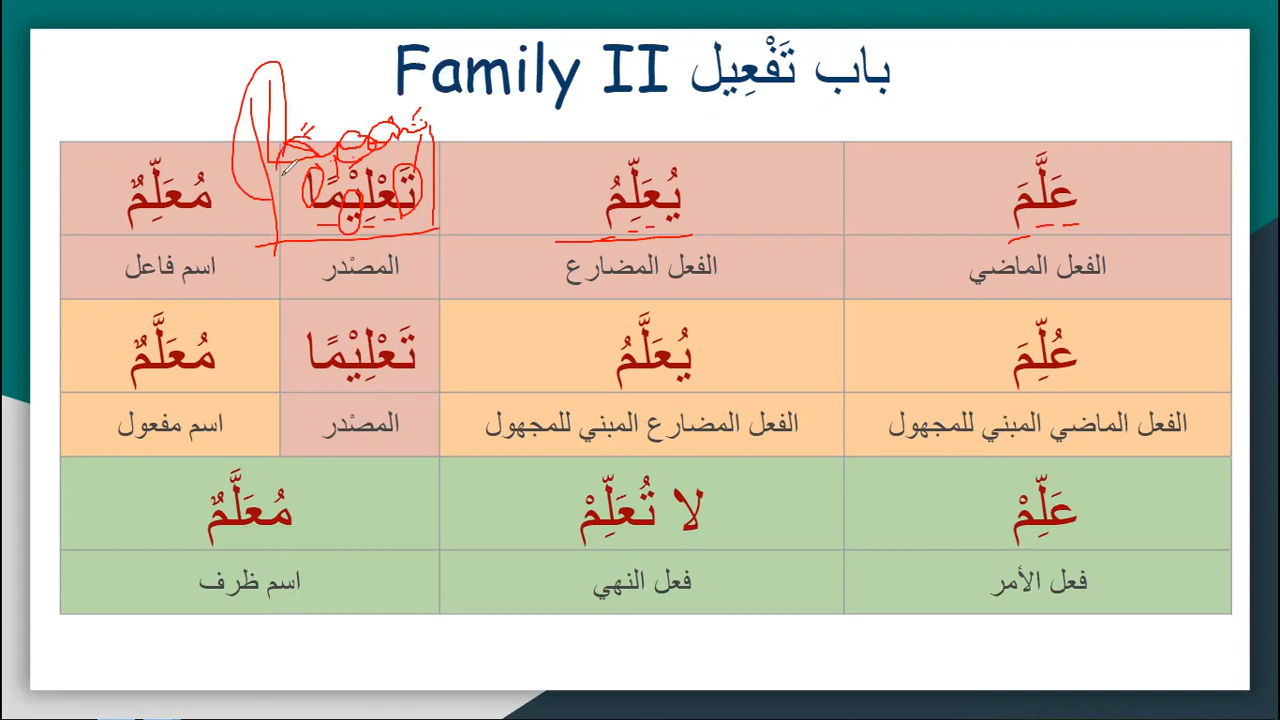 باب تَفْعِيل Family II
عَلَّمَ يُعَلِّمُ تَعْلِيْمًا مُعَلِّمٌ
الفعل الماضي الفعل المضارع المصْدر اسم فاعل
عُلِّمَ يُعَلَّمُ تَعْلِيْمًا مُعَلَّمٌ
الفعل الماضي المبني للمجهول الفعل المضارع المبني للمجهول المصْدر اسم مفعول
عَلِّمْ لا تُعَلِّمْ مُعَلَّمٌ
فعل الأمر فعل النهي اسم ظرف